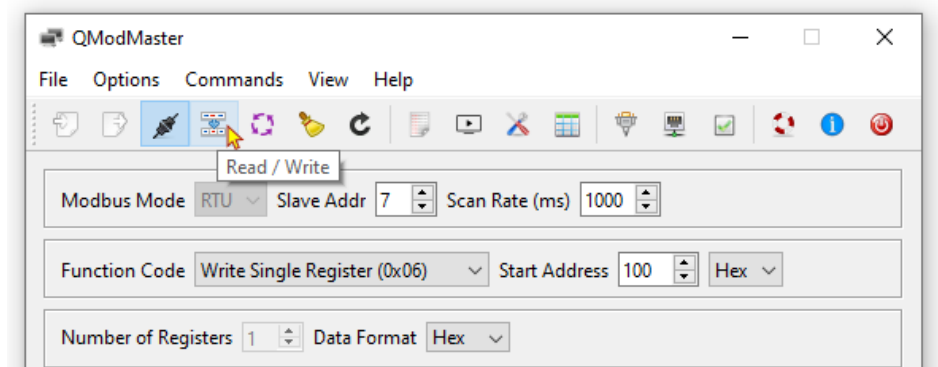 QModMaster
File Options Commands View Help
Read / Write
Modbus Mode RTU Slave Addr 7 Scan Rate (ms) 1000
Function Code Write Single Register (0x06) Start Address 100 Hex
Number of Registers 1 Data Format Hex